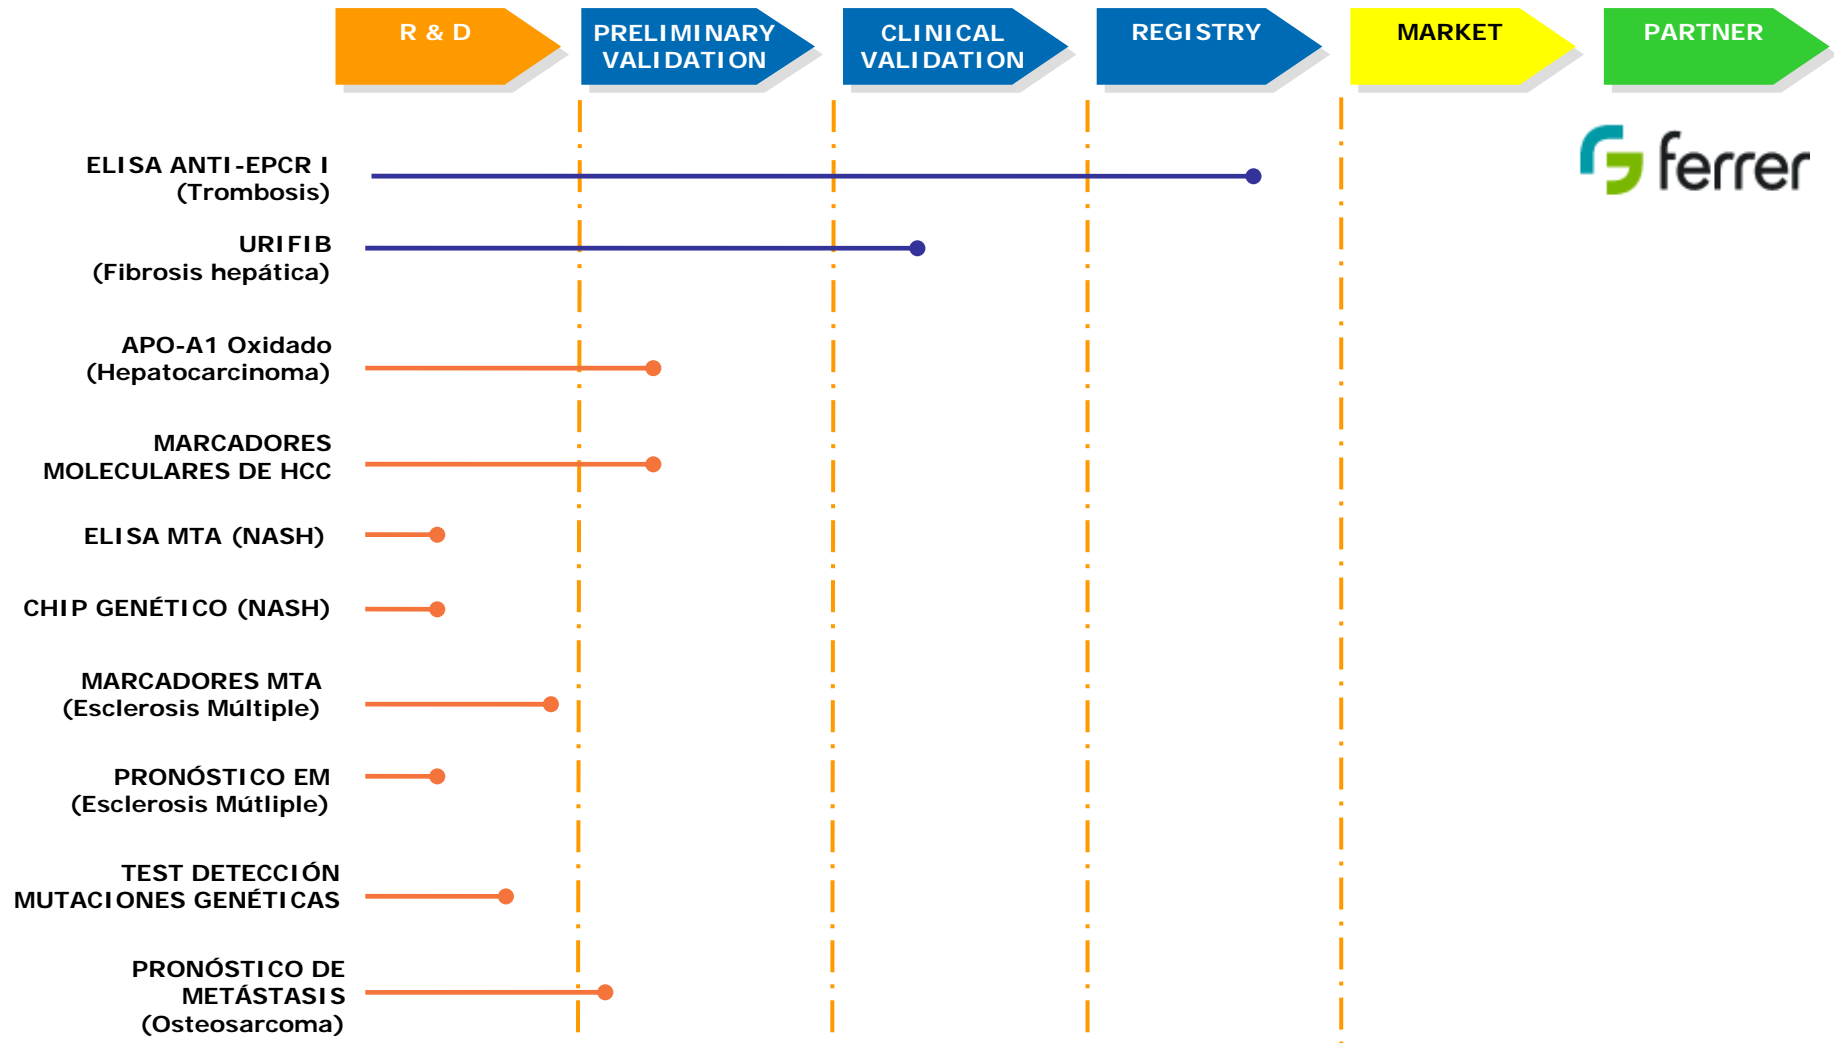 R & D
PRELIMINARY
VALIDATION
CLINICAL
VALIDATION
REGISTRY
MARKET
PARTNER
ferrer
ELISA ANTI-EPCR I
(Trombosis)
URIFIB
(Fibrosis hepática)
APO-A1 Oxidado
(Hepatocarcinoma)
MARCADORES
MOLECULARES DE HCC
ELISA MTA (NASH)
CHIP GENÉTICO (NASH)
MARCADORES MTA
(Esclerosis Múltiple)
PRONÓSTICO EM
(Esclerosis Mútliple)
TEST DETECCIÓN
MUTACIONES GENÉTICAS
PRONÓSTICO DE
METÁSTASIS
(Osteosarcoma)